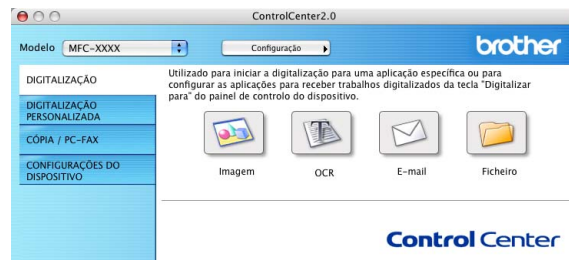 ControlCenter2.0
Modelo MFC-XXXX Configuração brother
DIGITALIZAÇÃO
DIGITALIZAÇÃO
PERSONALIZADA
CÓPIA / PC-FAX
CONFIGURAÇÕES DO
DISPOSITIVO
Utilizado para iniciar a digitalização para uma aplicação específica ou para
configurar as aplicações para receber trabalhos digitalizados da tecla "Digitalizar
para" do painel de controlo do dispositivo.
Imagem OCR E-mail Ficheiro
Control Center